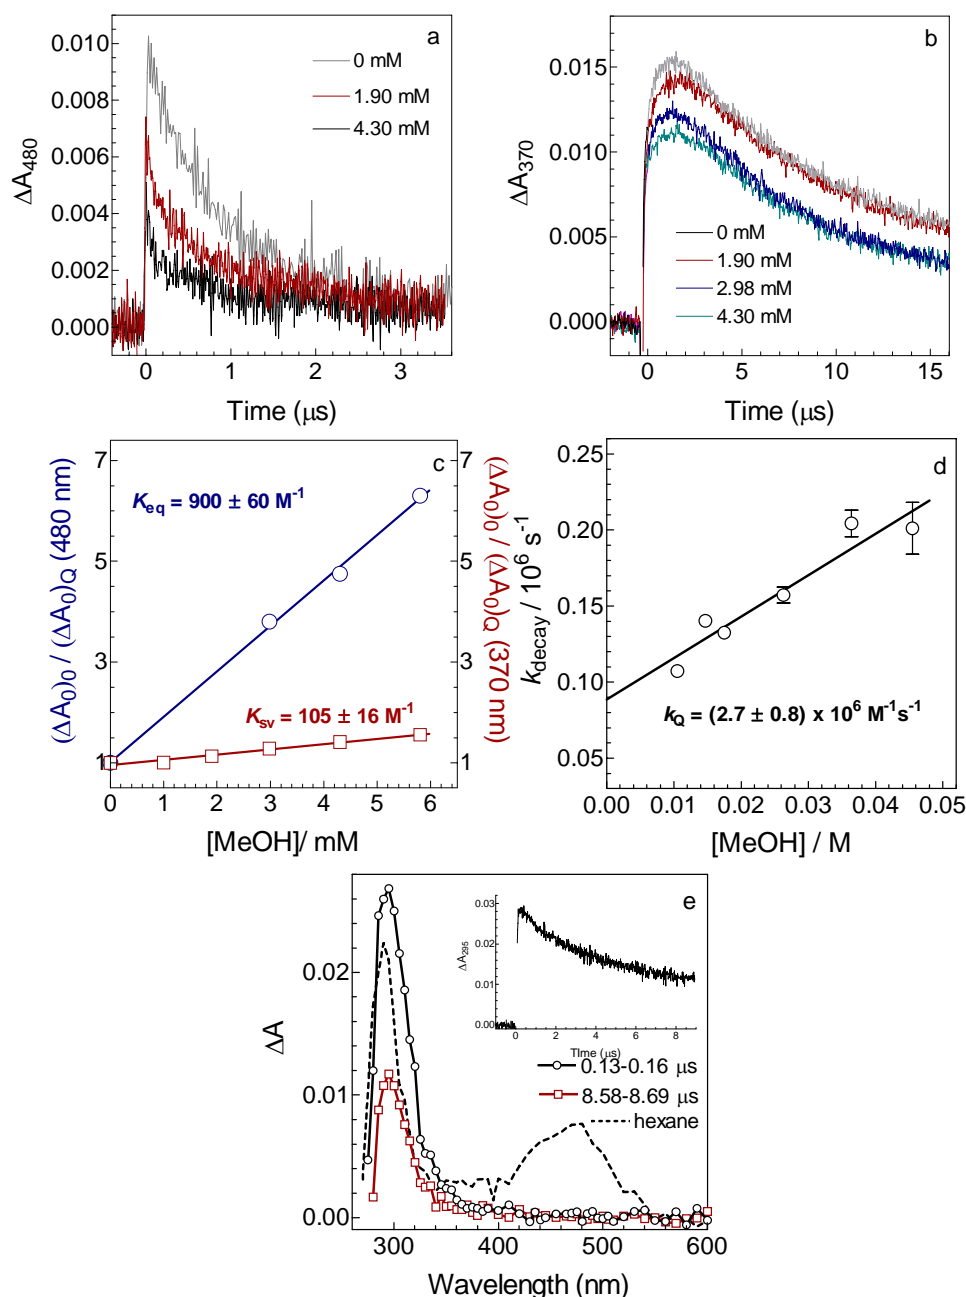 a
0.010
0.008
0.006
0.004
0.002
0.000
ΔA480
0 mM
1.90 mM
4.30 mM
0 1 2 3
Time (μs)
b
0.015
0.010
0.005
0.000
ΔA370
0 mM
1.90 mM
2.98 mM
4.30 mM
0 5 10 15
Time (μs)
c
7 7
5 5
3 3
1 1
(ΔA0)0 / (ΔA0)Q (480 nm)
(ΔA0)0 / (ΔA0)Q (370 nm)
Keq = 900 ± 60 M-1
Ksv = 105 ± 16 M-1
0 1 2 3 4 5 6
[MeOH]/ mM
d
0.25
0.20
0.15
0.10
0.05
kdecay / 10^6 s-1
kQ = (2.7 ± 0.8) x 10^6 M-1s-1
0.00 0.01 0.02 0.03 0.04 0.05
[MeOH] / M
e
0.02
0.01
0.00
ΔA
0.03
0.02
0.01
0.00
ΔA295
0 2 4 6 8
TIme (μs)
0.13-0.16 μs
8.58-8.69 μs
hexane
300 400 500 600
Wavelength (nm)